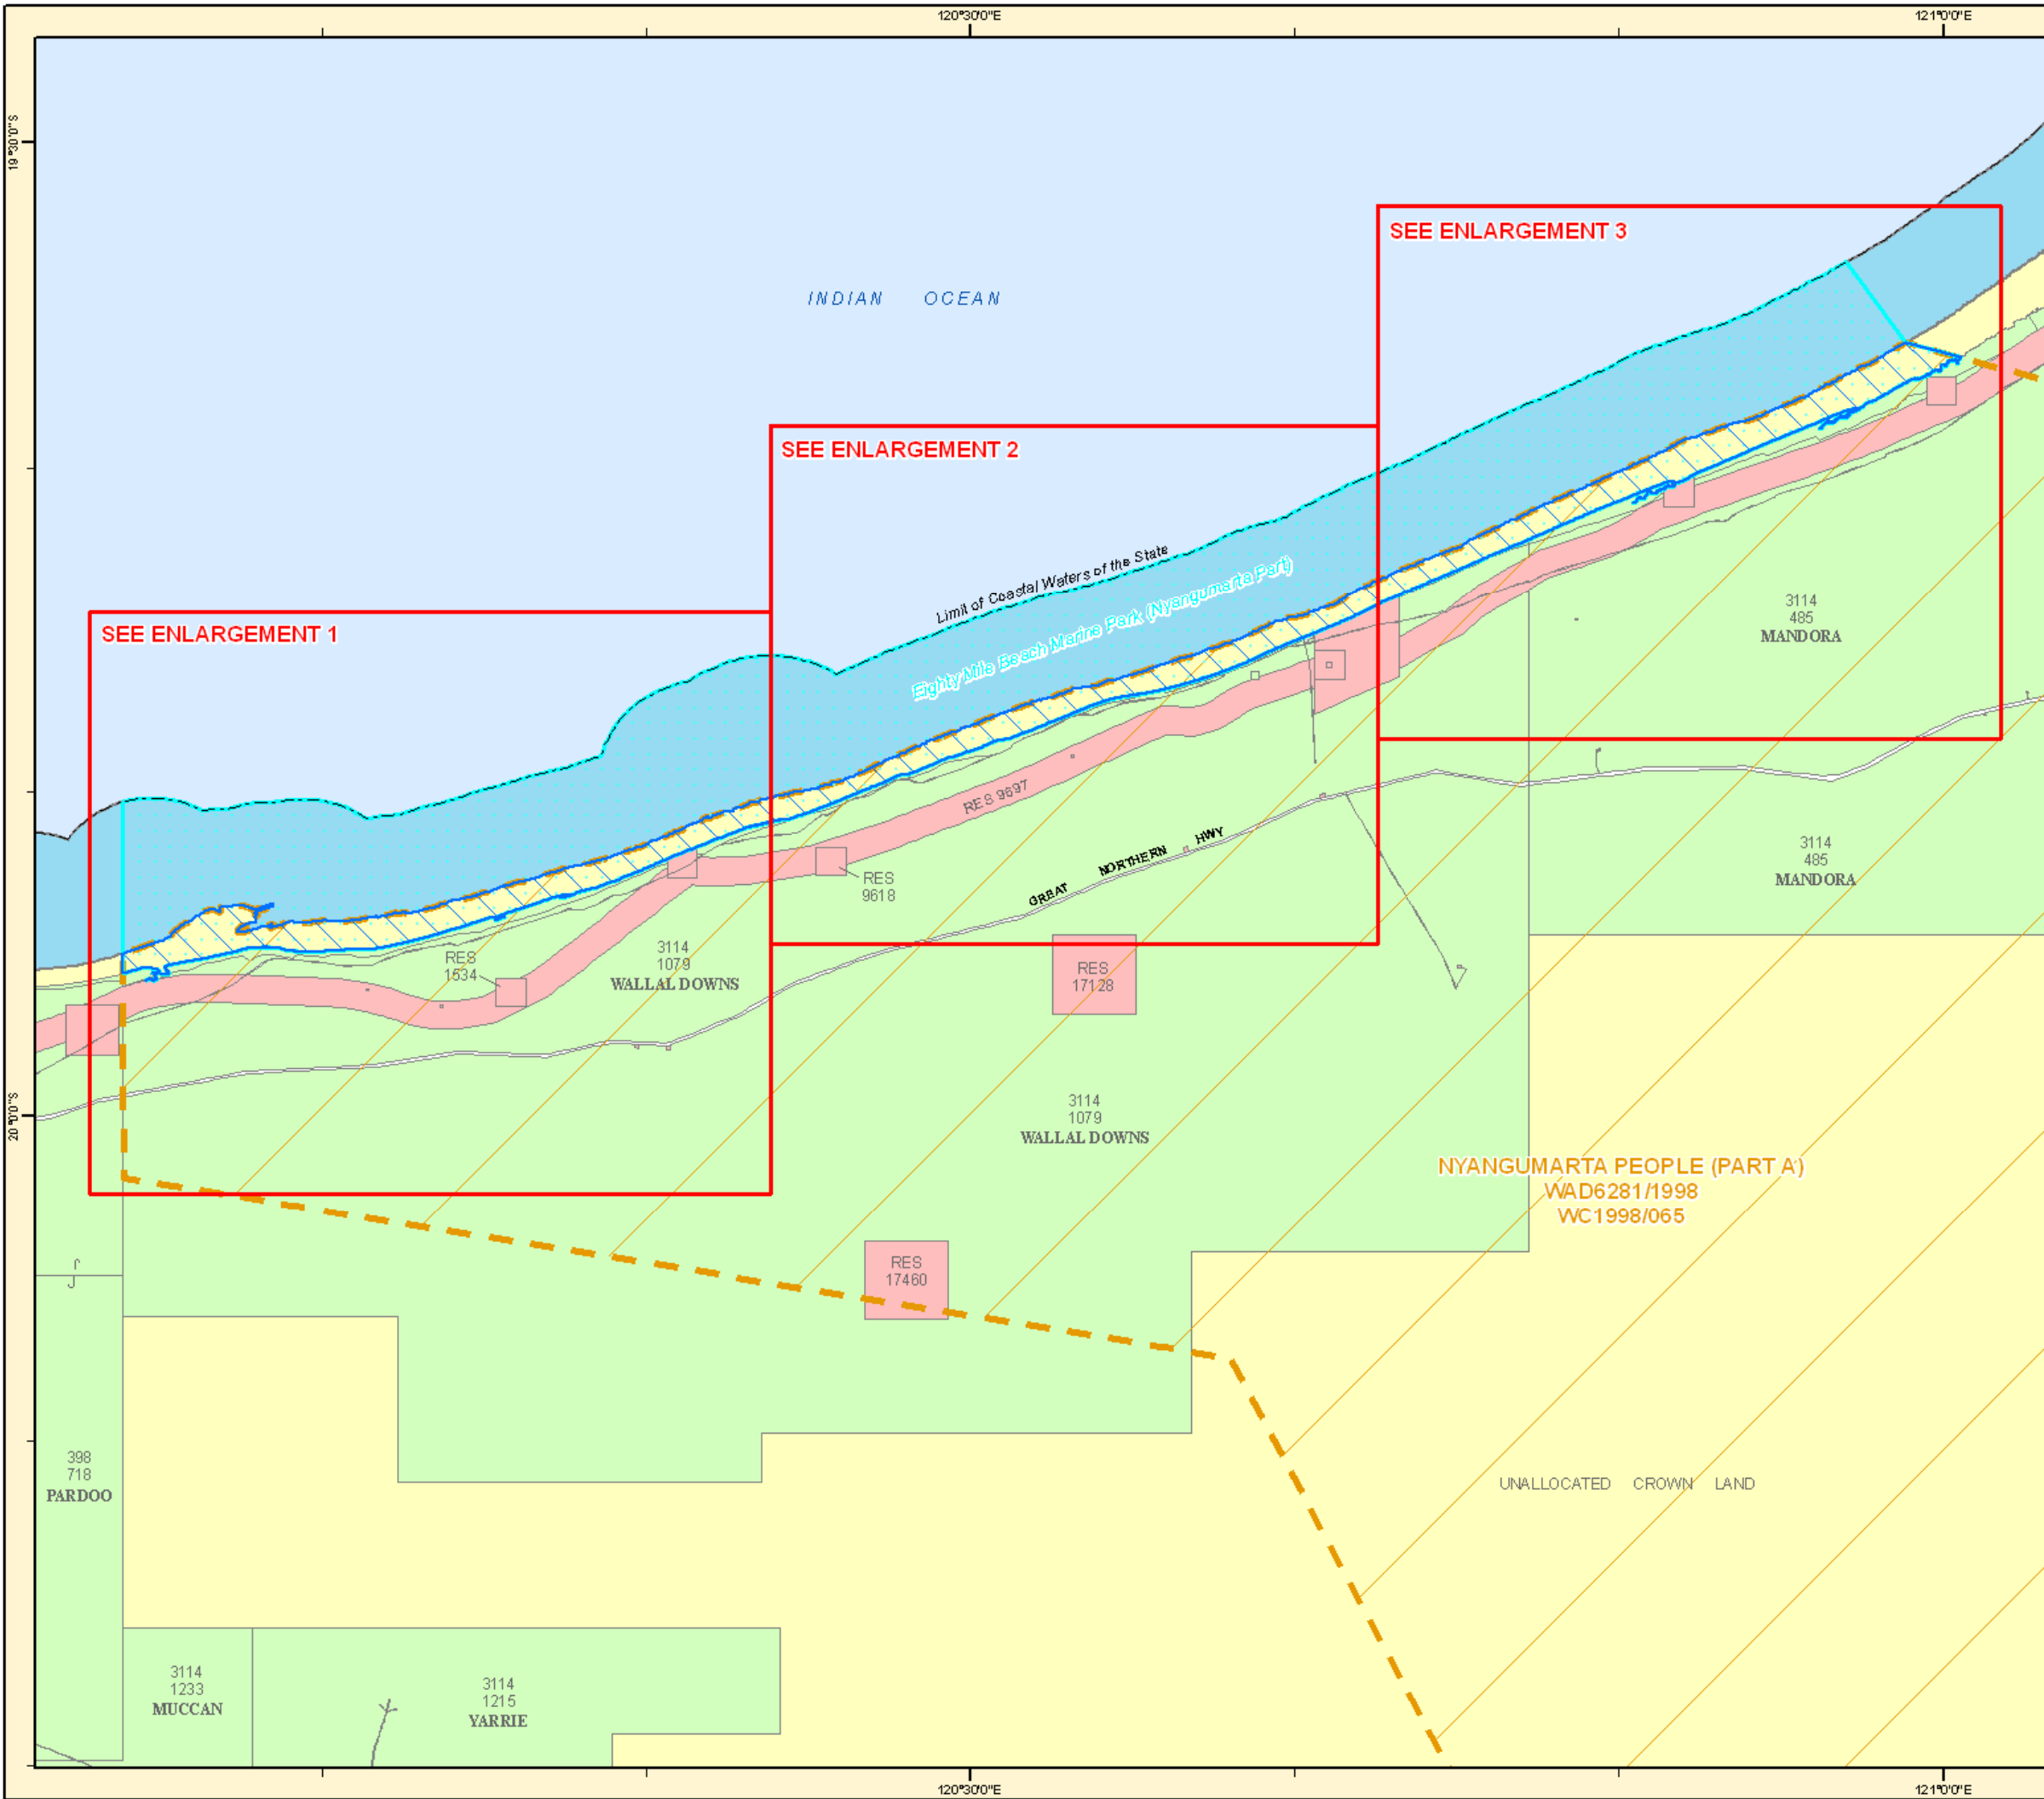 120°30'0"E
121°0'0"E
19°30'0"S
SEE ENLARGEMENT 3
INDIAN OCEAN
SEE ENLARGEMENT 2
Limit of Coastal Waters of the State
Eighty Mile Beach Marine Park (Nyangumarta Part)
SEE ENLARGEMENT 1
3114
485
MANDORA
RES 9697
GREAT NORTHERN HWY
RES
9618
3114
485
MANDORA
RES
1534
3114
1079
WALLAL DOWNS
RES
17128
20°0'0"S
3114
1079
WALLAL DOWNS
NYANGUMARTA PEOPLE (PART A)
WAD6281/1998
WC1998/065
RES
17460
398
718
PARDOO
UNALLOCATED CROWN LAND
3114
1233
MUCCAN
3114
1215
YARRIE
120°30'0"E
121°0'0"E